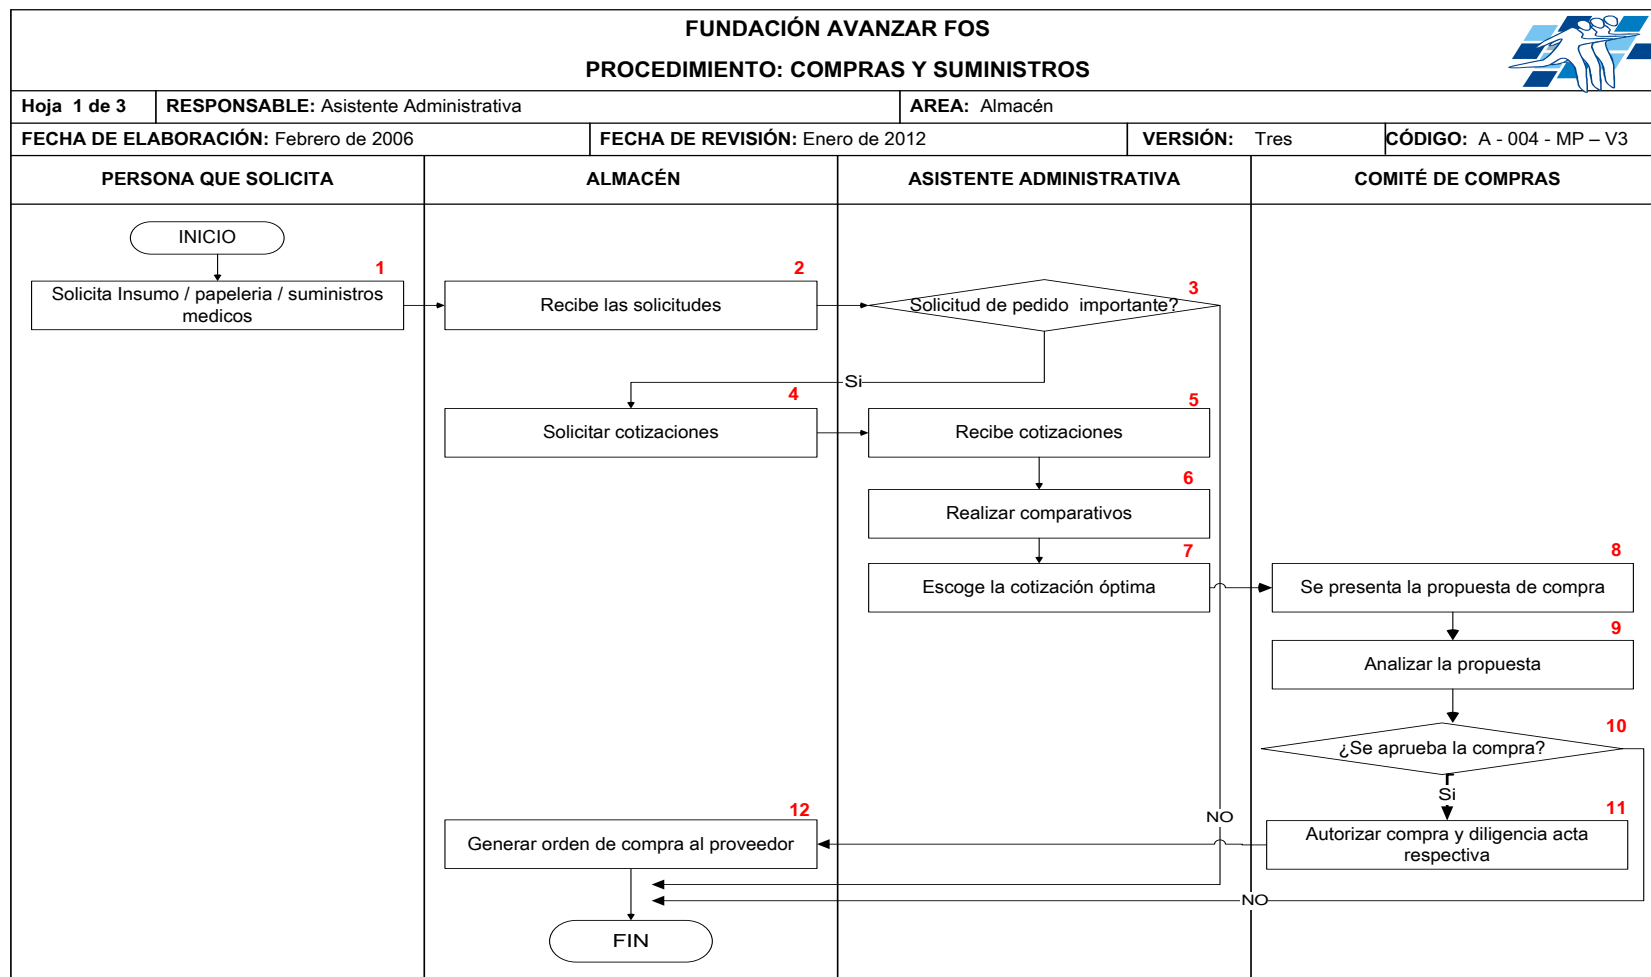 FUNDACIÓN AVANZAR FOS
PROCEDIMIENTO: COMPRAS Y SUMINISTROS
Hoja 1 de 3 RESPONSABLE: Asistente Administrativa AREA: Almacén
FECHA DE ELABORACIÓN: Febrero de 2006 FECHA DE REVISIÓN: Enero de 2012 VERSIÓN: Tres CÓDIGO: A - 004 - MP – V3
PERSONA QUE SOLICITA ALMACÉN ASISTENTE ADMINISTRATIVA COMITÉ DE COMPRAS
INICIO
1
Solicita Insumo / papeleria / suministros
medicos
2
Recibe las solicitudes
3
Solicitud de pedido importante?
Si
4
Solicitar cotizaciones
5
Recibe cotizaciones
6
Realizar comparativos
7
Escoge la cotización óptima
8
Se presenta la propuesta de compra
9
Analizar la propuesta
10
¿Se aprueba la compra?
Si
11
Autorizar compra y diligencia acta
respectiva
NO
12
Generar orden de compra al proveedor
NO
FIN